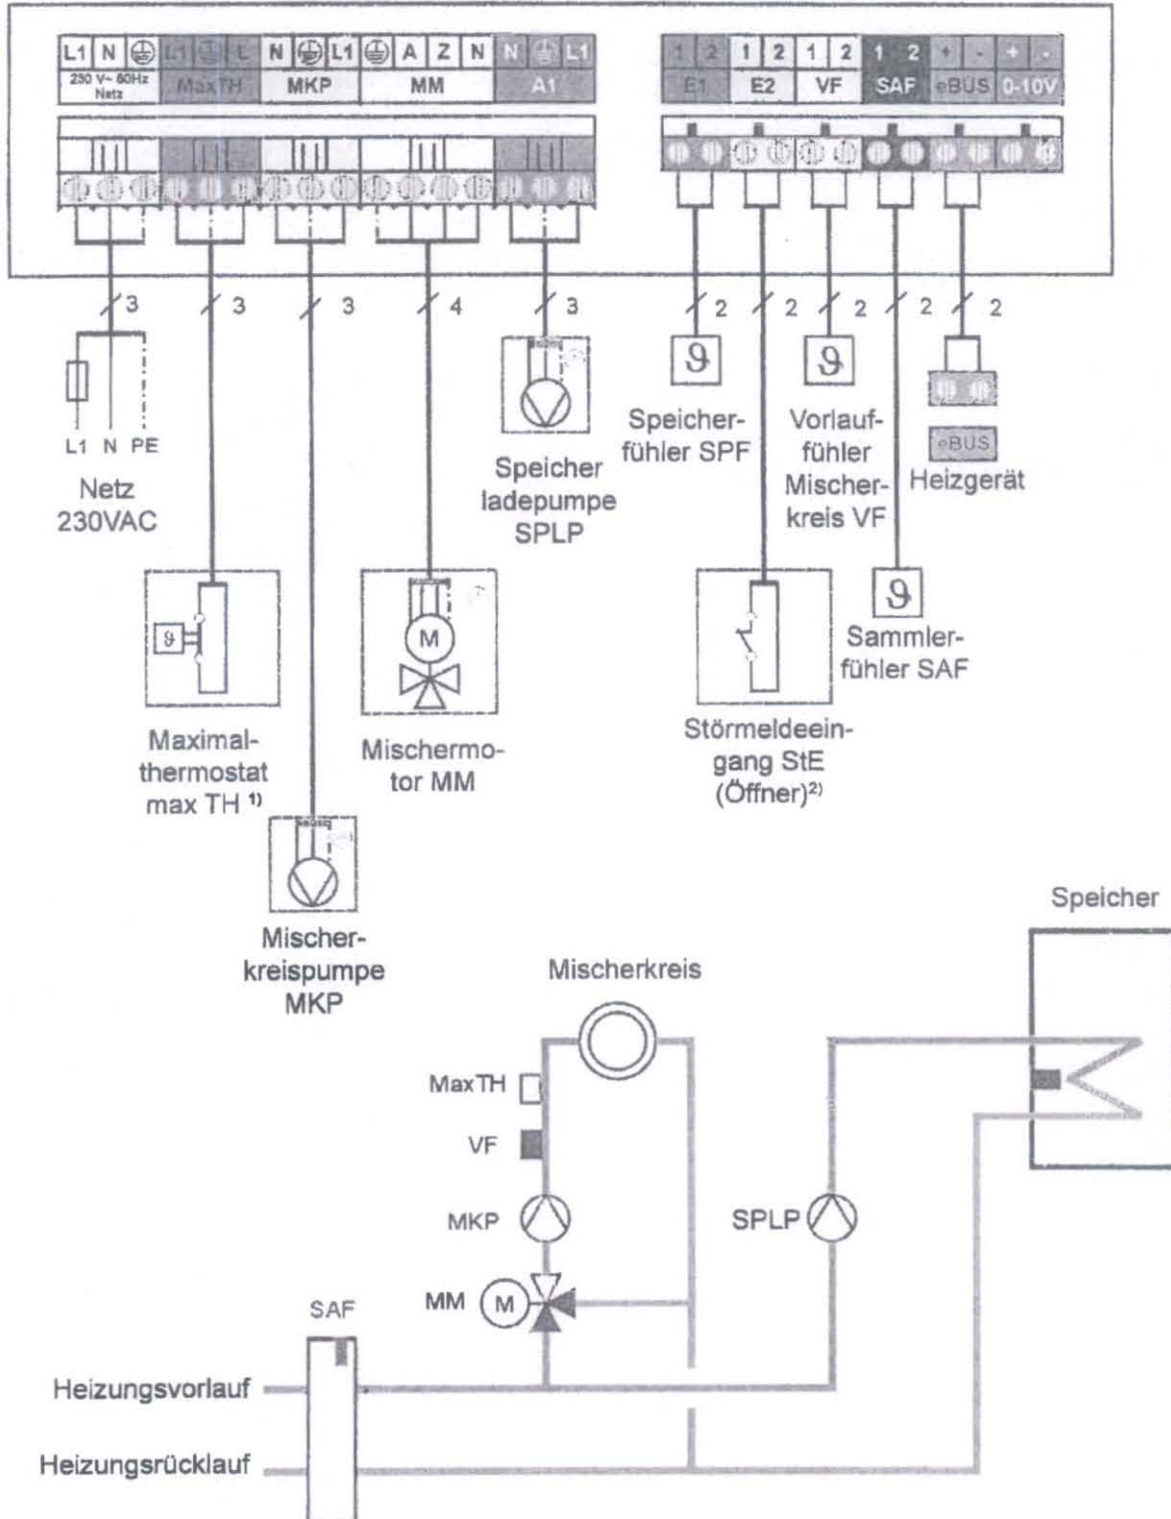 L1 N L1 L N L1 A Z N N L1 1 2 1 2 1 2 1 2 + - + -
230 V~ 60Hz
Netz
MaxTH MKP MM A1 E1 E2 VF SAF eBUS 0-10V
3 3 3 4 3 2 2 2 2 2
ϑ ϑ
L1 N PE
Netz
230VAC
Speicher
ladepumpe
SPLP
Speicher-
fühler SPF
Vorlauf-
fühler
Mischer-
kreis VF
eBUS
Heizgerät
ϑ
M
ϑ
Maximal-
thermostat
max TH 1)
Mischermo-
tor MM
Störmeldeein-
gang StE
(Öffner)2)
Sammler-
fühler SAF
Mischer-
kreispumpe
MKP
Speicher
Mischerkreis
MaxTH
VF
MKP
SPLP
MM M
SAF
Heizungsvorlauf
Heizungsrücklauf